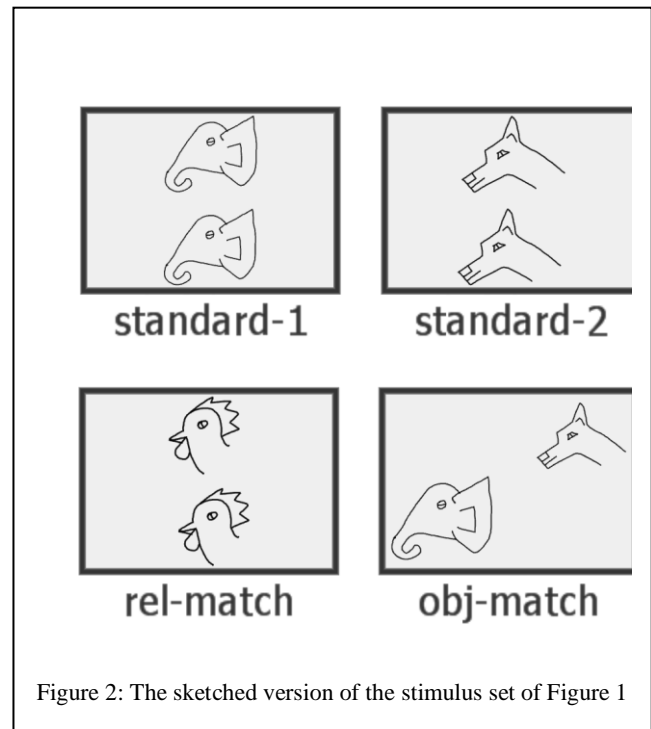 standard-1
standard-2
rel-match
obj-match
Figure 2: The sketched version of the stimulus set of Figure 1